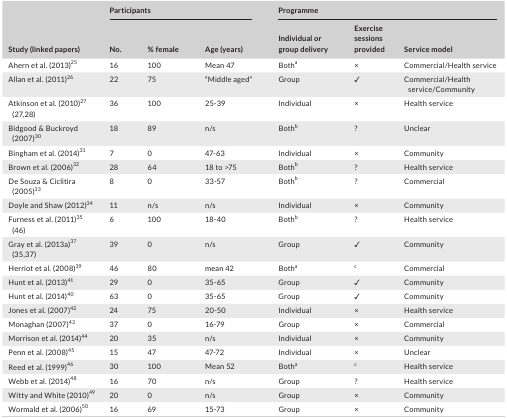 Participants Programme
Study (linked papers) No. % female Age (years) Individual or group delivery Exercise sessions provided Service model
Ahern et al. (2013)25 16 100 Mean 47 Botha × Commercial/Health service
Allan et al. (2011)26 22 75 "Middle aged" Group ✓ Commercial/Health
service/Community
Atkinson et al. (2010)27 36 100 25-39 Individual × Health service
(27,28)
Bidgood & Buckroyd 18 89 n/s Bothb ? Unclear
(2007)30
Bingham et al. (2014)31 7 0 47-63 Individual × Community
Brown et al. (2006)32 28 64 18 to >75 Bothb ? Health service
De Souza & Ciclitira 8 0 33-57 Bothb ? Commercial
(2005)33
Doyle and Shaw (2012)34 11 n/s n/s Individual × Community
Furness et al. (2011)35 6 100 18-40 Bothb ? Health service
(46)
Gray et al. (2013a)37 39 0 n/s Group ✓ Community
(35,37)
Herriot et al. (2008)39 46 80 mean 42 Botha c Commercial
Hunt et al. (2013)41 29 0 35-65 Group ✓ Community
Hunt et al. (2014)40 63 0 35-65 Group ✓ Community
Jones et al. (2007)42 24 75 20-50 Individual × Health service
Monaghan (2007)43 37 0 16-79 Group × Commercial
Morrison et al. (2014)44 20 35 n/s Individual × Community
Penn et al. (2008)45 15 47 47-72 Individual × Unclear
Reed et al. (1999)46 30 100 Mean 52 Botha c Health service
Webb et al. (2014)48 16 70 n/s Group ? Health service
Witty and White (2010)49 20 0 n/s Group × Community
Wormald et al. (2006)50 16 69 15-73 Group × Community